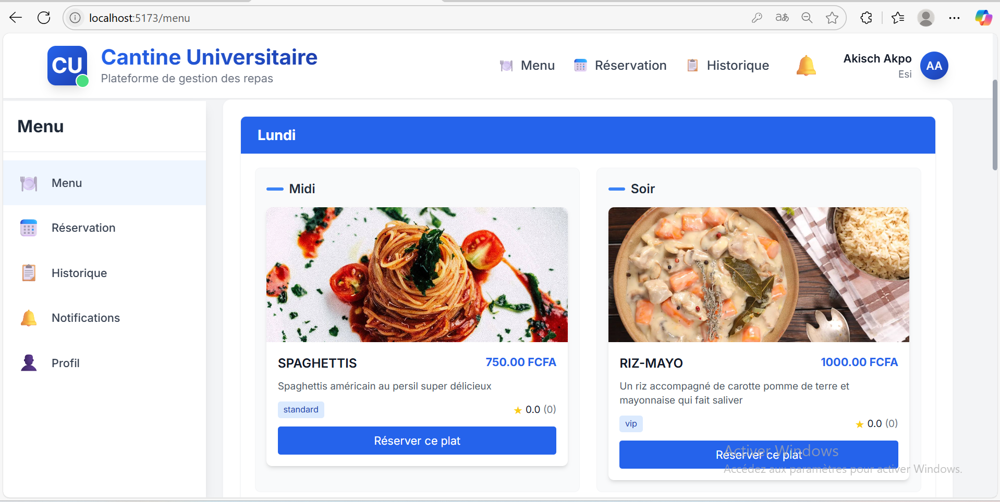 localhost:5173/menu
aあ
CU
Cantine Universitaire
Plateforme de gestion des repas
Menu
Réservation
Historique
Akisch Akpo
Esi
AA
Menu
Menu
Réservation
Historique
Notifications
Profil
Lundi
Midi
SPAGHETTIS
750.00 FCFA
Spaghettis américain au persil super délicieux
standard
★ 0.0 (0)
Réserver ce plat
Soir
RIZ-MAYO
1000.00 FCFA
Un riz accompagné de carotte pomme de terre et
mayonnaise qui fait saliver
vip
★ 0.0 (0)
Réserver ce plat
Activer Windows
Accédez aux paramètres pour activer Windows.